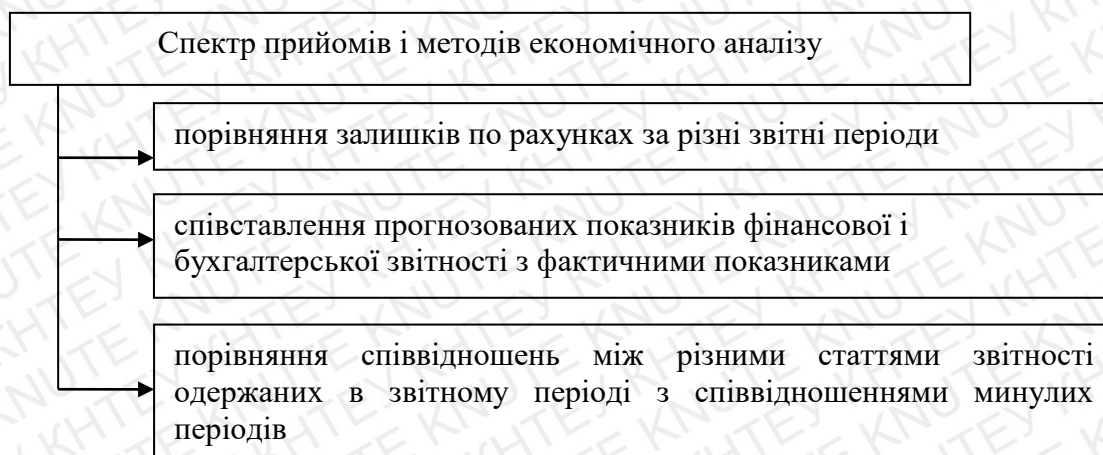 Спектр прийомів і методів економічного аналізу
порівняння залишків по рахунках за різні звітні періоди
співставлення прогнозованих показників фінансової і
бухгалтерської звітності з фактичними показниками
порівняння співвідношень між різними статтями звітності
одержаних в звітному періоді з співвідношеннями минулих
періодів